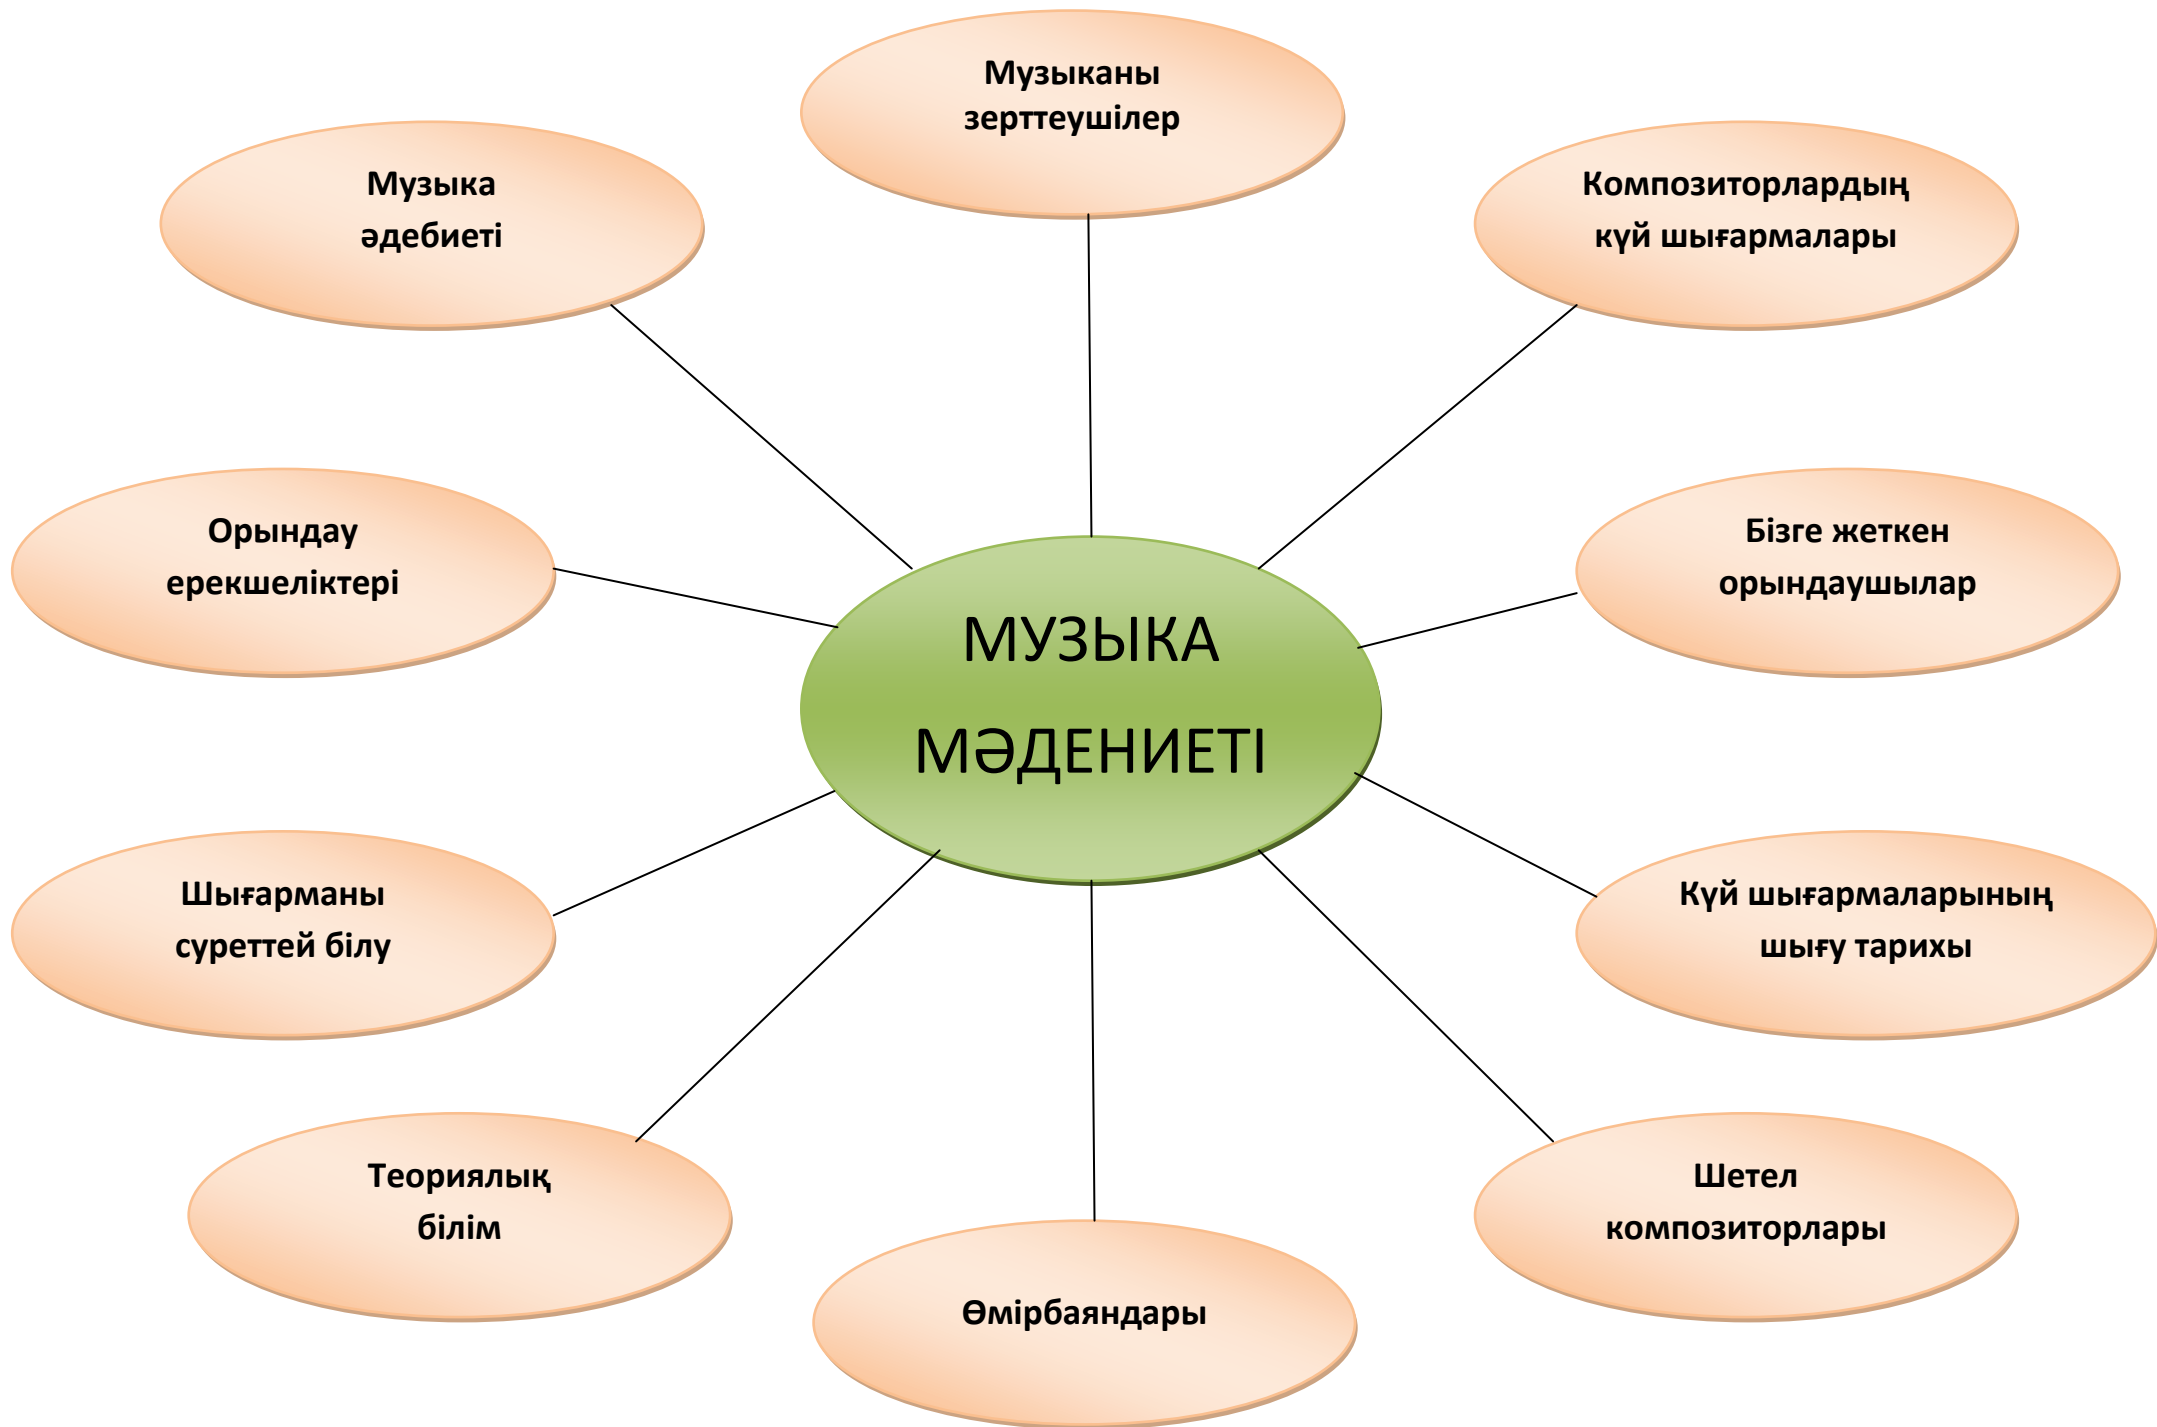 Музыканы
зерттеушілер
Музыка
әдебиеті
Композиторлардың
күй шығармалары
Орындау
ерекшеліктері
Бізге жеткен
орындаушылар
МУЗЫКА
МӘДЕНИЕТІ
Шығарманы
суреттей білу
Күй шығармаларының
шығу тарихы
Теориялық
білім
Шетел
композиторлары
Өмірбаяндары